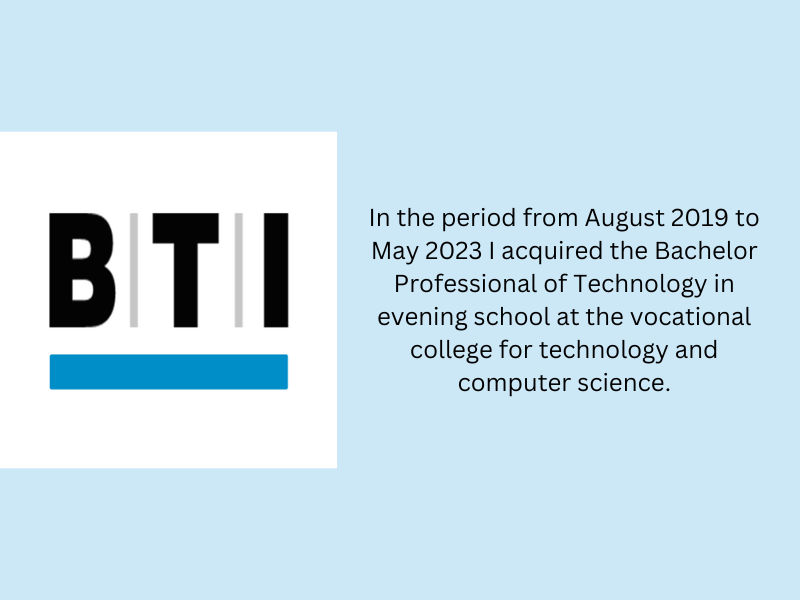 B|T|I
In the period from August 2019 to
May 2023 I acquired the Bachelor
Professional of Technology in
evening school at the vocational
college for technology and
computer science.